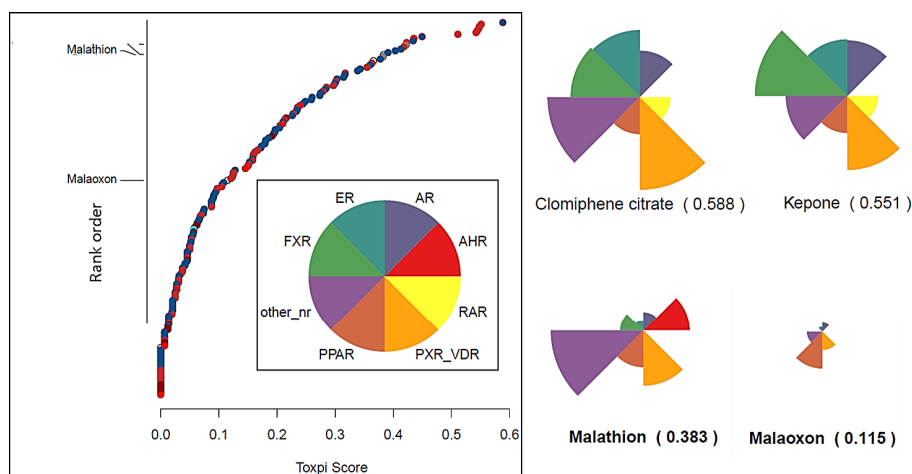 Malathion
Malaoxon
Rank order
ER
AR
FXR
AHR
other_nr
RAR
PPAR
PXR_VDR
0.0 0.1 0.2 0.3 0.4 0.5 0.6
Toxpi Score
Clomiphene citrate ( 0.588 )
Kepone ( 0.551 )
Malathion ( 0.383 )
Malaoxon ( 0.115 )